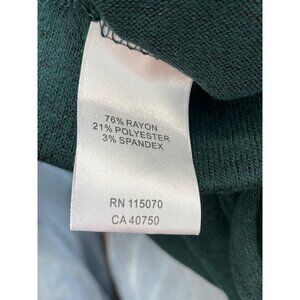 76% RAYON
21% POLYESTER
3% SPANDEX
RN 115070
CA 40750